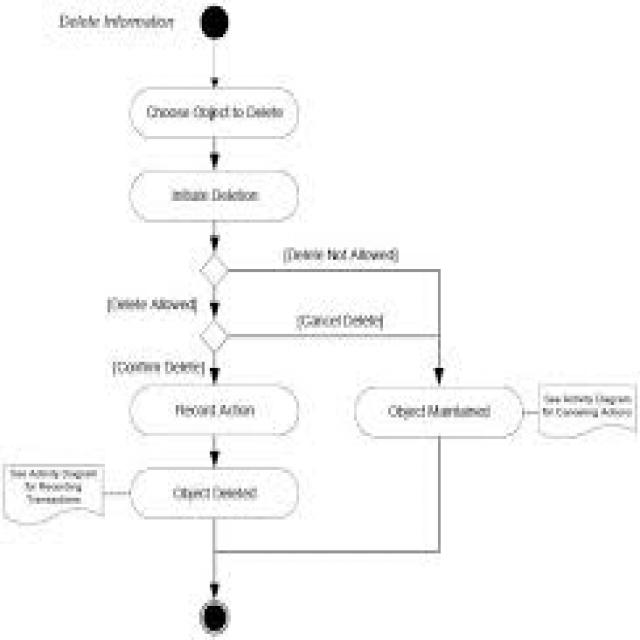 Delete Information
Choose Object to Delete
Initiate Deletion
[Delete Not Allowed]
[Delete Allowed]
[Cancel Delete]
[Confirm Delete]
Record Action
Object Maintained
See Activity Diagram
for Canceling Actions
See Activity Diagram
for Recording
Transactions
Object Deleted